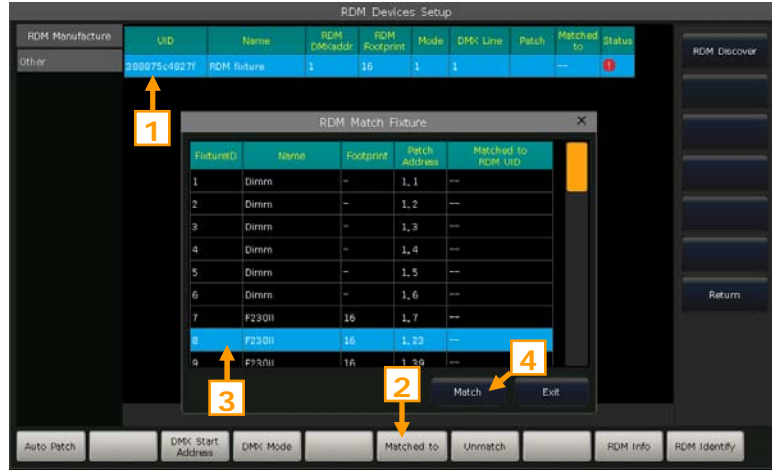 RDM Devices Setup
RDM Manufacture
Other
UID Name RDM DMXaddr RDM Footprint Mode DMX Line Patch Matched to Status
380075c4827f RDM fixture 1 16 1 1 -- !
RDM Discover
1
RDM Match Fixture ×
FixtureID Name Footprint Patch Address Matched to RDM UID
1 Dimm - 1,1 --
2 Dimm - 1,2 --
3 Dimm - 1,3 --
4 Dimm - 1,4 --
5 Dimm - 1,5 --
6 Dimm - 1,6 --
7 F230II 16 1,7 --
8 F230II 16 1,23 --
9 F230II 16 1,39 --
Return
3
2
4
Match Exit
Auto Patch DMX Start Address DMX Mode Matched to Unmatch RDM Info RDM Identify